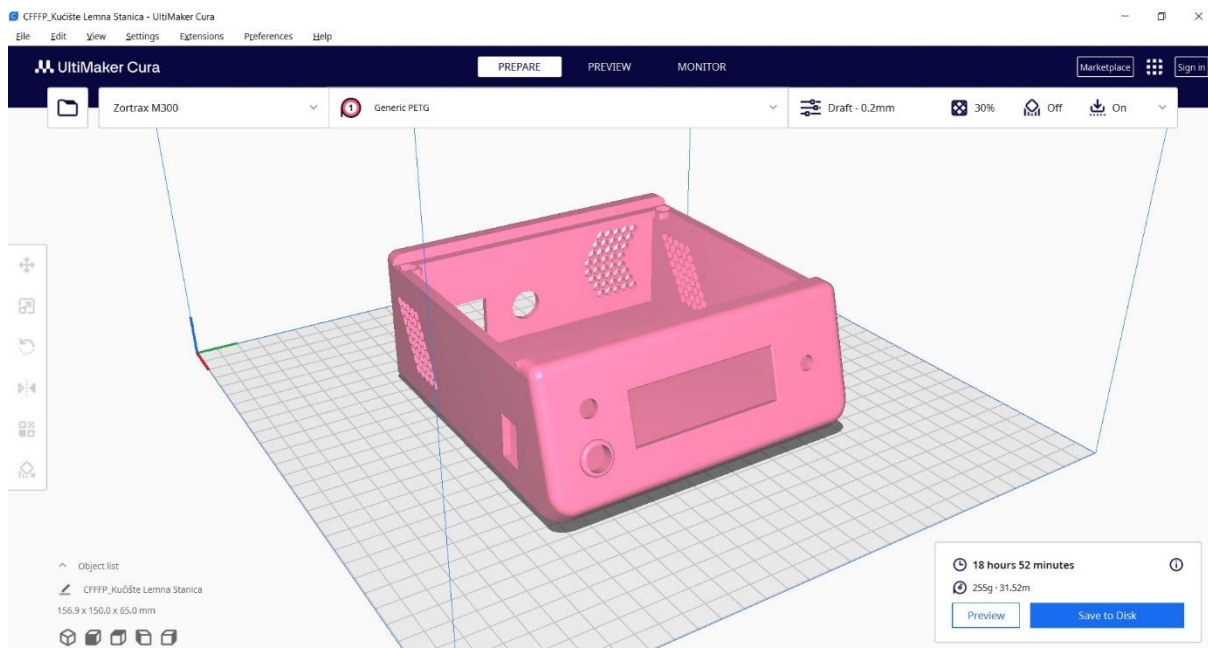 CFFFP_Kućište Lemna Stanica - UltiMaker Cura
File Edit View Settings Extensions Preferences Help
UltiMaker Cura PREPARE PREVIEW MONITOR Marketplace Sign in
Zortrax M300 1 Generic PETG Draft - 0.2mm 30% Off On
Object list
CFFFP_Kućište Lemna Stanica
156.9 x 150.0 x 65.0 mm
18 hours 52 minutes
255g · 31.52m
Preview Save to Disk